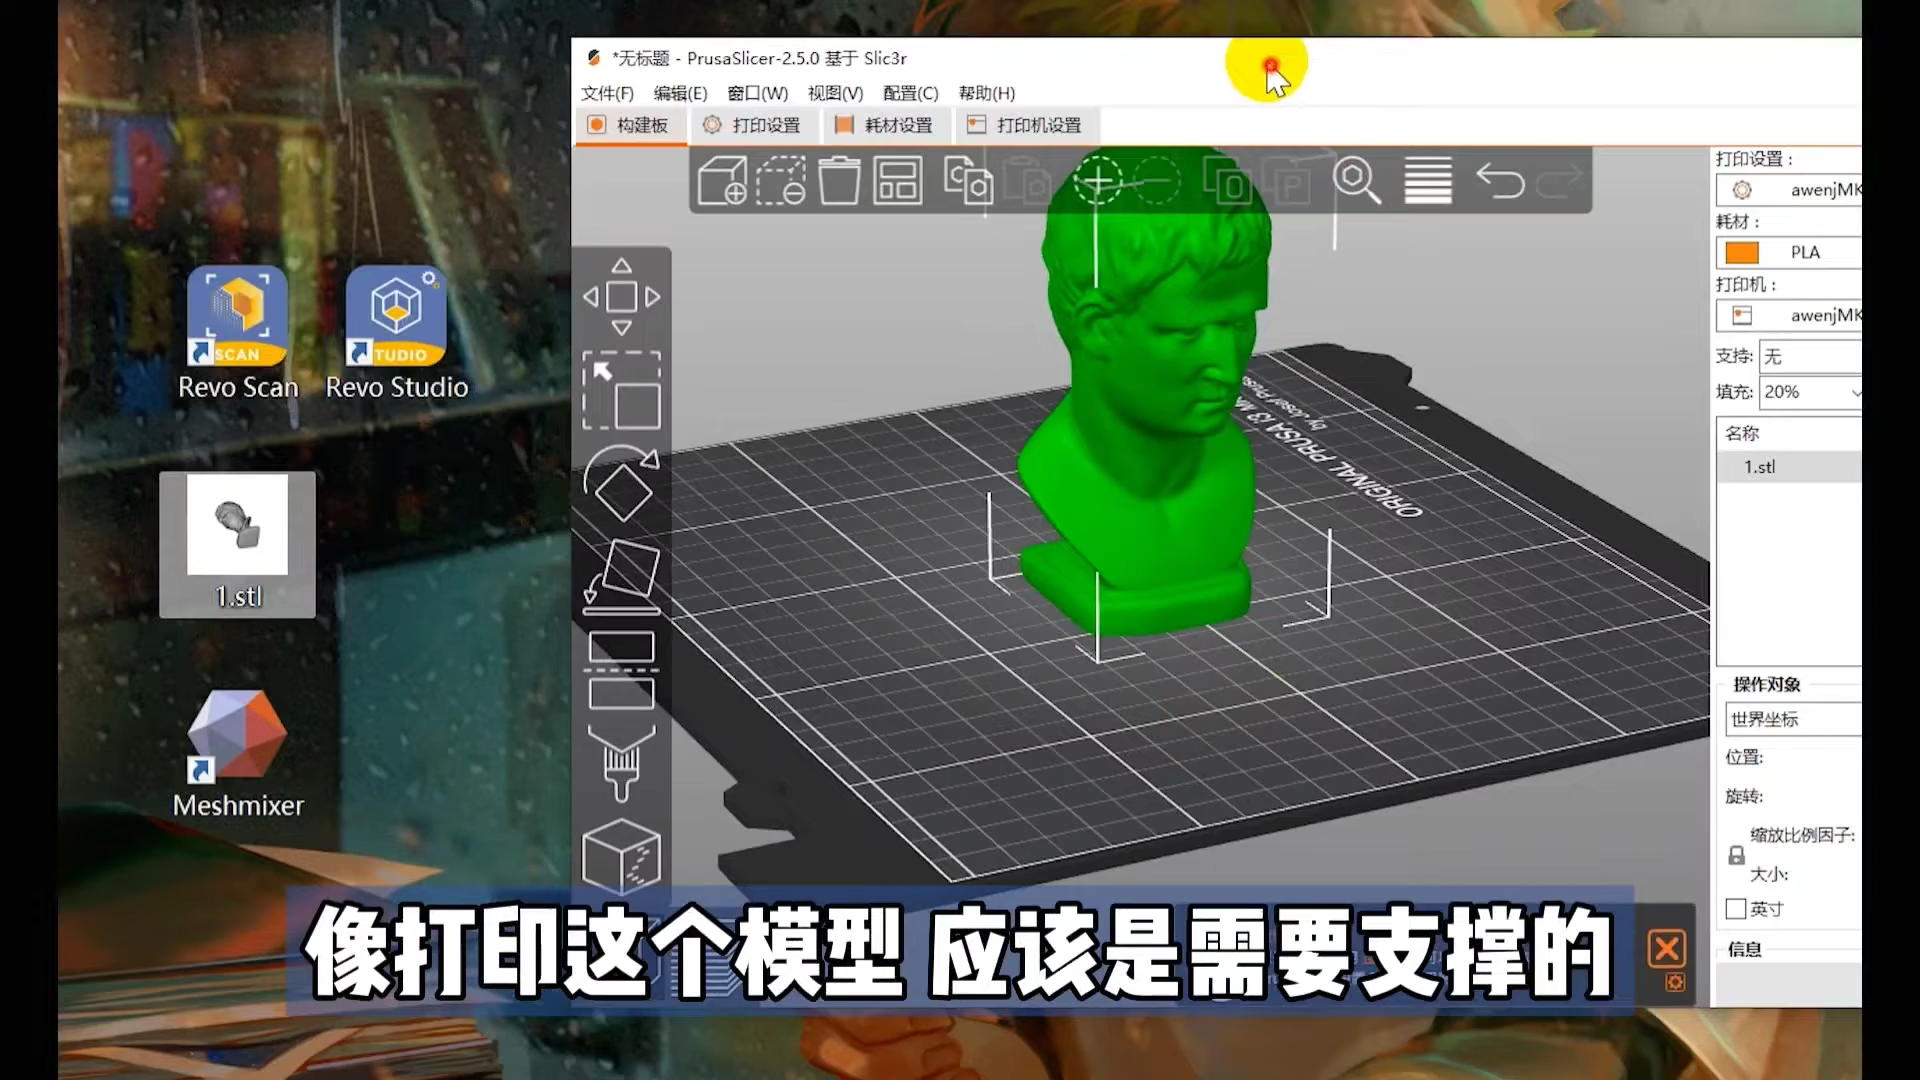 *无标题 - PrusaSlicer-2.5.0 基于 Slic3r
文件(F) 编辑(E) 窗口(W) 视图(V) 配置(C) 帮助(H)
构建板 打印设置 耗材设置 打印机设置
打印设置：
awenjMK
耗材：
PLA
打印机：
awenjMK
支持: 无
填充: 20%
名称
1.stl
操作对象
世界坐标
位置:
旋转:
缩放比例因子:
大小:
英寸
信息
SCAN
Revo Scan
TUDIO
Revo Studio
1.stl
Meshmixer
ORIGINAL PRUSA i3 MK
by Josef Prusa
像打印这个模型 应该是需要支撑的